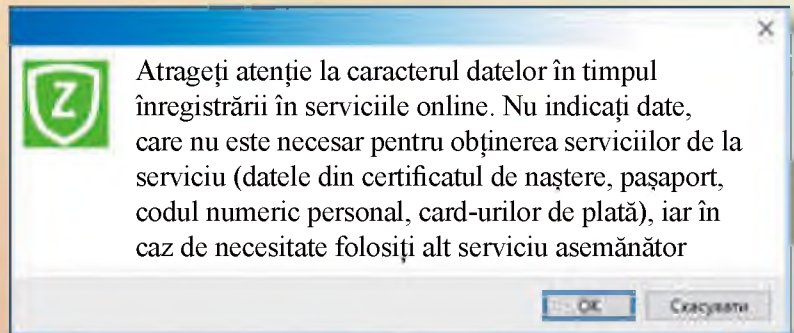 Z
Atrageți atenție la caracterul datelor în timpul
înregistrării în serviciile online. Nu indicați date,
care nu este necesar pentru obținerea serviciilor de la
serviciu (datele din certificatul de naștere, pașaport,
codul numeric personal, card-urilor de plată), iar în
caz de necesitate folosiți alt serviciu asemănător
OK Скасувати